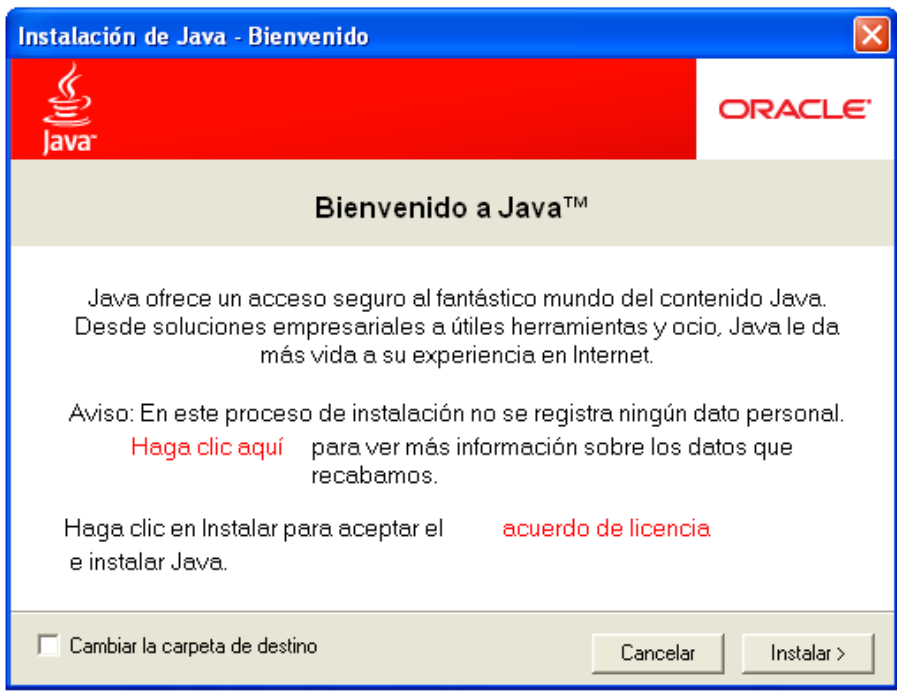 Instalación de Java - Bienvenido
Java™
ORACLE®
Bienvenido a Java™
Java ofrece un acceso seguro al fantástico mundo del contenido Java.
Desde soluciones empresariales a útiles herramientas y ocio, Java le da
más vida a su experiencia en Internet.
Aviso: En este proceso de instalación no se registra ningún dato personal.
Haga clic aquí para ver más información sobre los datos que
recabamos.
Haga clic en Instalar para aceptar el acuerdo de licencia
e instalar Java.
Cambiar la carpeta de destino
Cancelar
Instalar >